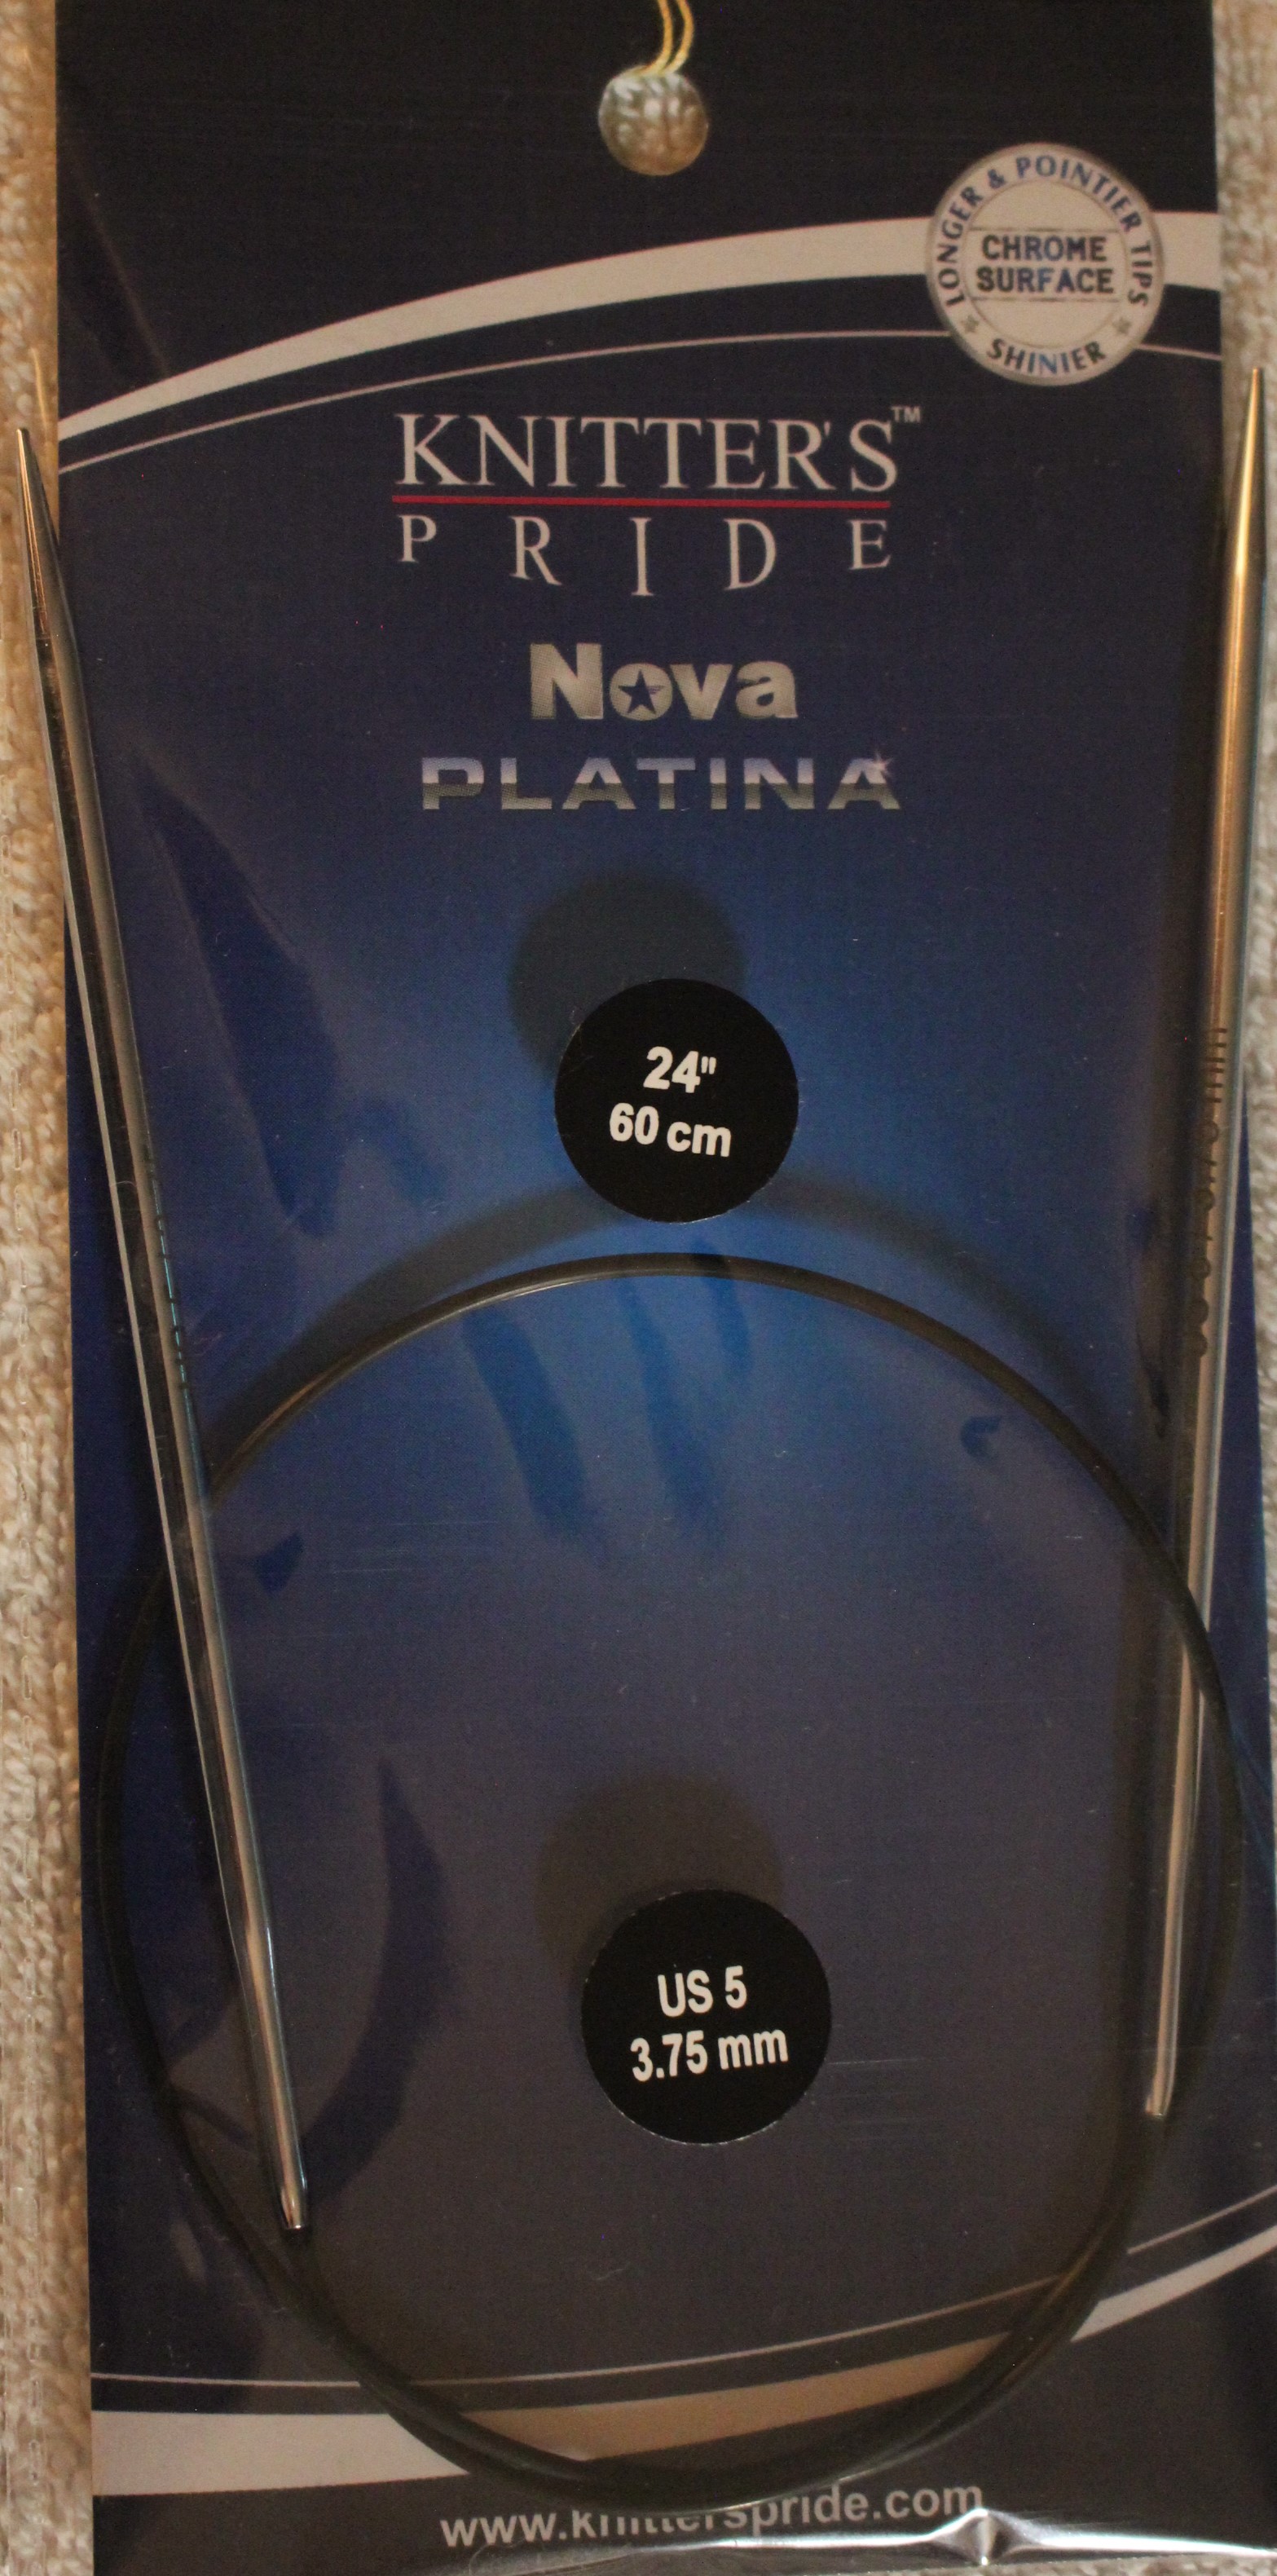 LONGER & POINTIER TIPS
CHROME
SURFACE
SHINIER
KNITTER'S™
PRIDE
Nova
PLATINA
24"
60 cm
US 5
3.75 mm
www.knitterspride.com